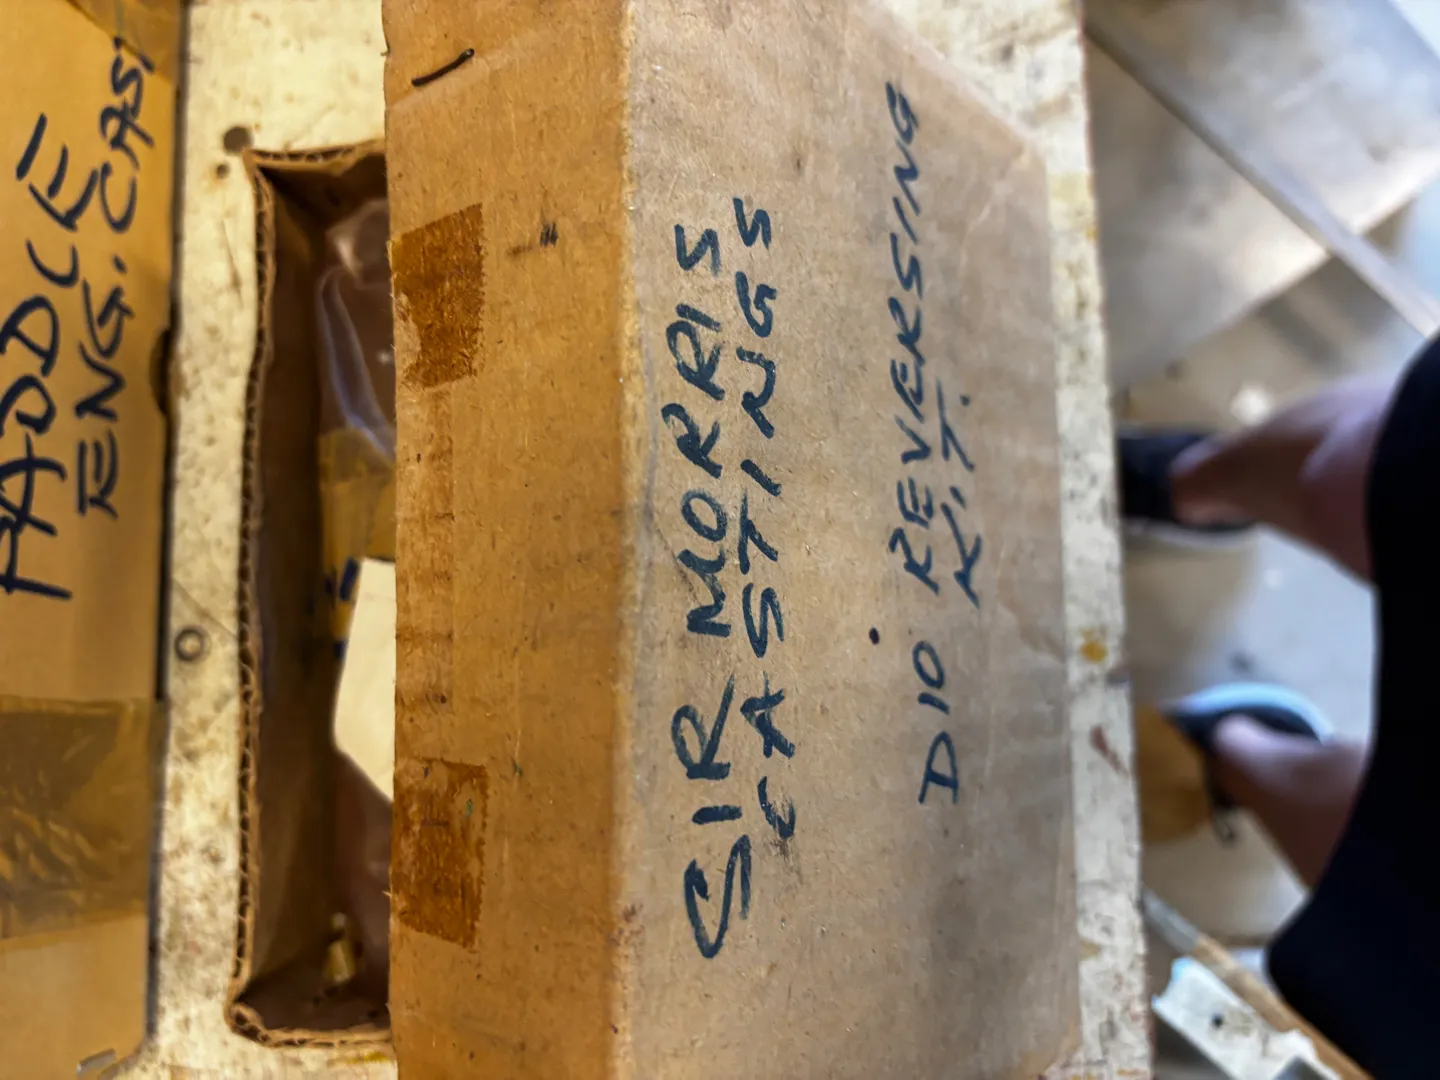 PADDLE
ENG. CAST
SIR MORRIS
CASTINGS
D10 REVERSING
KIT.